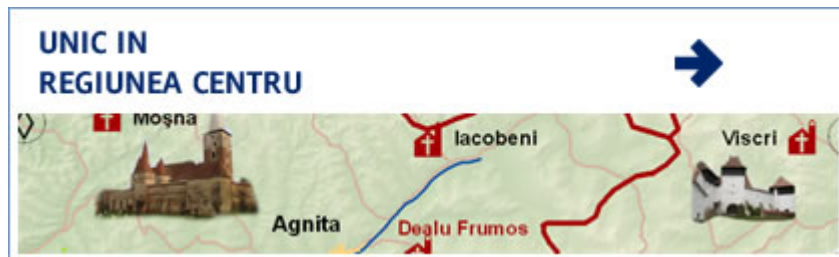 UNIC IN
REGIUNEA CENTRU
Moşna
Iacobeni
Viscri
Agnita
Dealu Frumos